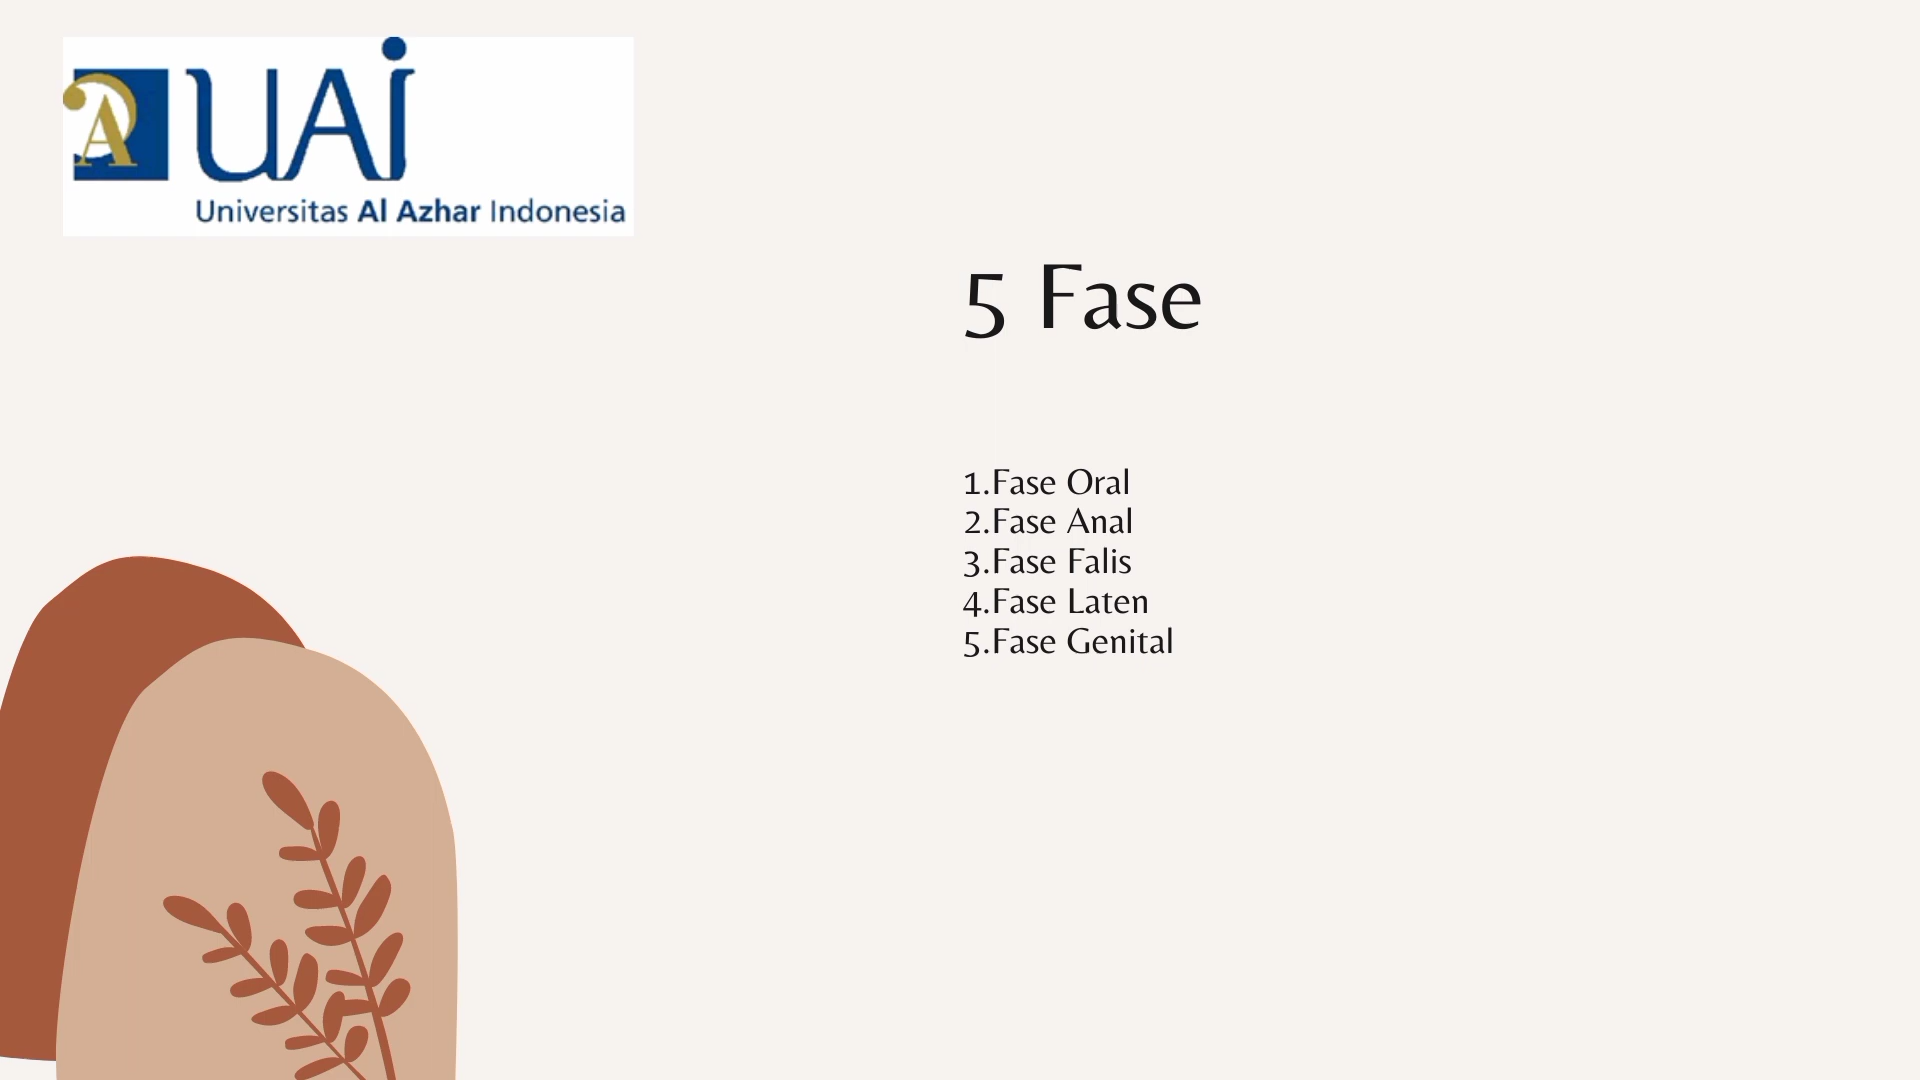 UAI
Universitas Al Azhar Indonesia
5 Fase
1.Fase Oral
2.Fase Anal
3.Fase Falis
4.Fase Laten
5.Fase Genital